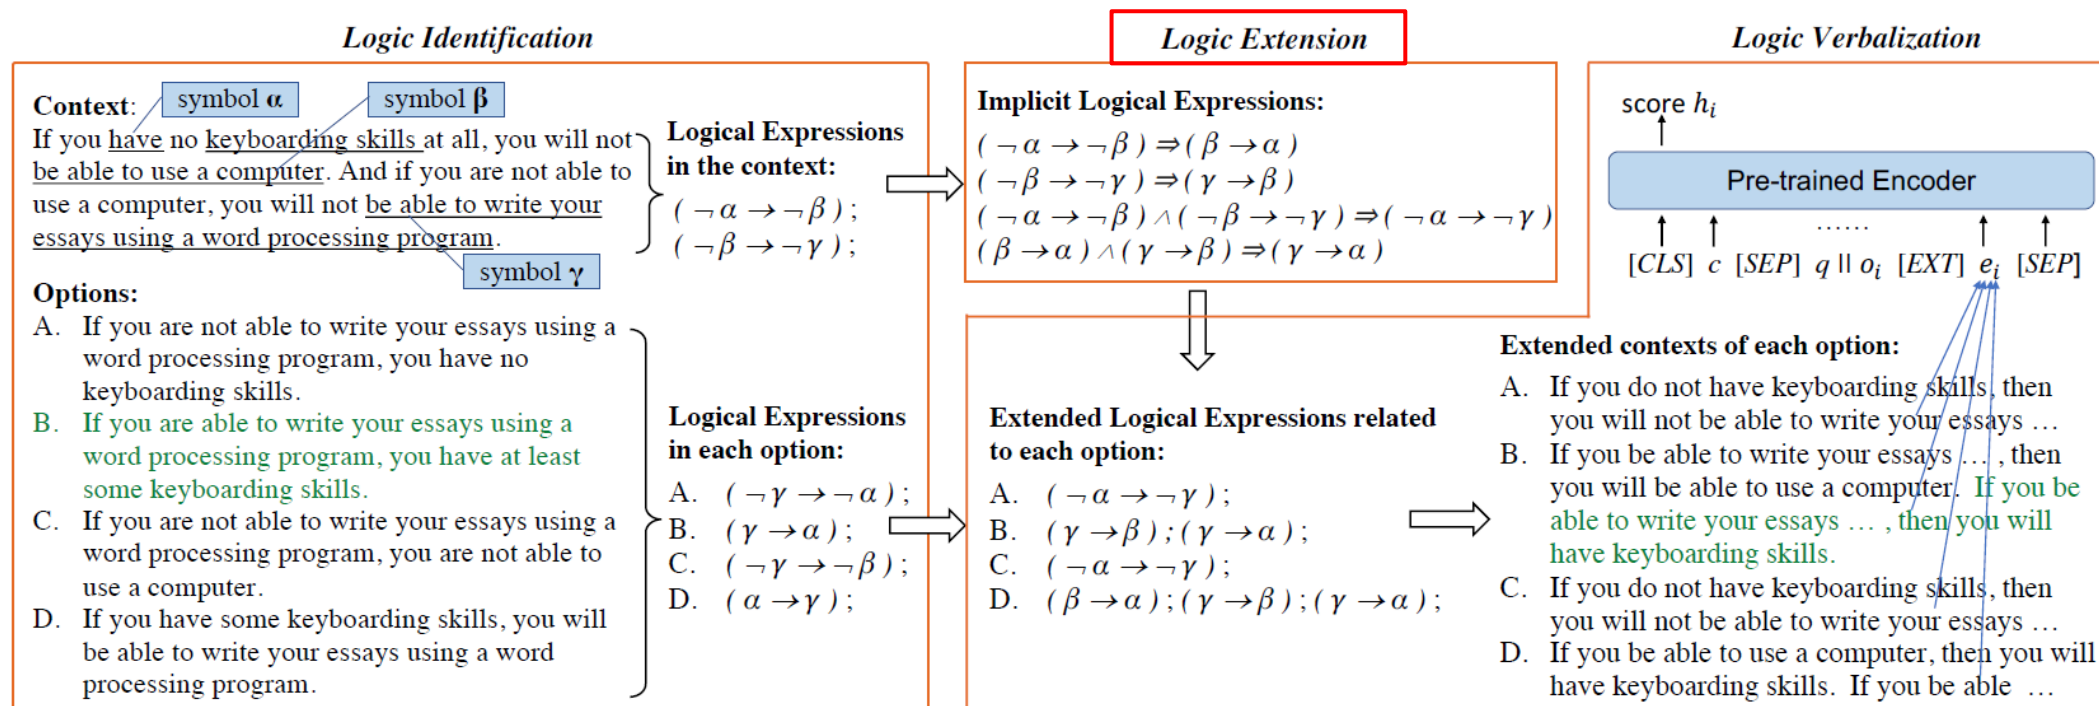 Logic Identification
Context:
symbol α
symbol β
If you have no keyboarding skills at all, you will not
be able to use a computer. And if you are not able to
use a computer, you will not be able to write your
essays using a word processing program.
symbol γ
Logical Expressions
in the context:
( ¬α → ¬β ) ;
( ¬β → ¬γ ) ;
Options:
A. If you are not able to write your essays using a
word processing program, you have no
keyboarding skills.
B. If you are able to write your essays using a
word processing program, you have at least
some keyboarding skills.
C. If you are not able to write your essays using a
word processing program, you are not able to
use a computer.
D. If you have some keyboarding skills, you will
be able to write your essays using a word
processing program.
Logical Expressions
in each option:
A. ( ¬γ → ¬α ) ;
B. ( γ → α ) ;
C. ( ¬γ → ¬β ) ;
D. ( α → γ ) ;
Logic Extension
Implicit Logical Expressions:
( ¬α → ¬β ) ⇒ ( β → α )
( ¬β → ¬γ ) ⇒ ( γ → β )
( ¬α → ¬β ) ∧ ( ¬β → ¬γ ) ⇒ ( ¬α → ¬γ )
( β → α ) ∧ ( γ → β ) ⇒ ( γ → α )
Extended Logical Expressions related
to each option:
A. ( ¬α → ¬γ ) ;
B. ( γ → β ) ; ( γ → α ) ;
C. ( ¬α → ¬γ ) ;
D. ( β → α ) ; ( γ → β ) ; ( γ → α ) ;
Logic Verbalization
score hᵢ
Pre-trained Encoder
......
[CLS] c [SEP] q || oᵢ [EXT] eᵢ [SEP]
Extended contexts of each option:
A. If you do not have keyboarding skills, then
you will not be able to write your essays …
B. If you be able to write your essays … , then
you will be able to use a computer. If you be
able to write your essays … , then you will
have keyboarding skills.
C. If you do not have keyboarding skills, then
you will not be able to write your essays …
D. If you be able to use a computer, then you will
have keyboarding skills. If you be able …